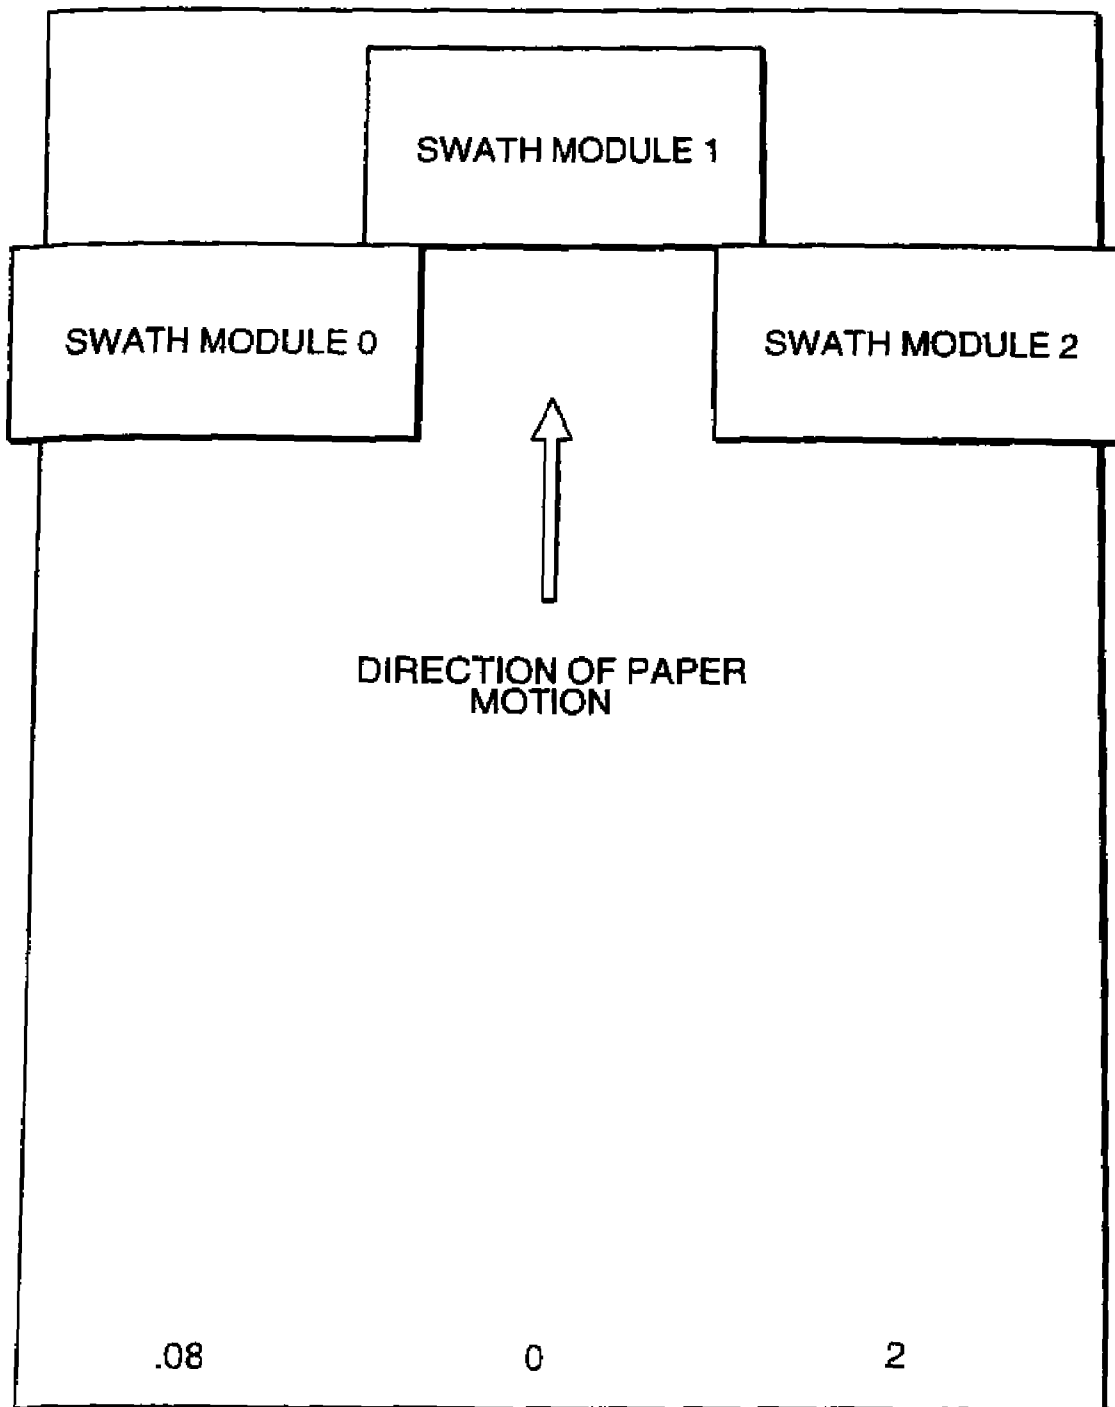 SWATH MODULE 1
SWATH MODULE 0
SWATH MODULE 2
DIRECTION OF PAPER
MOTION
.08 0 2